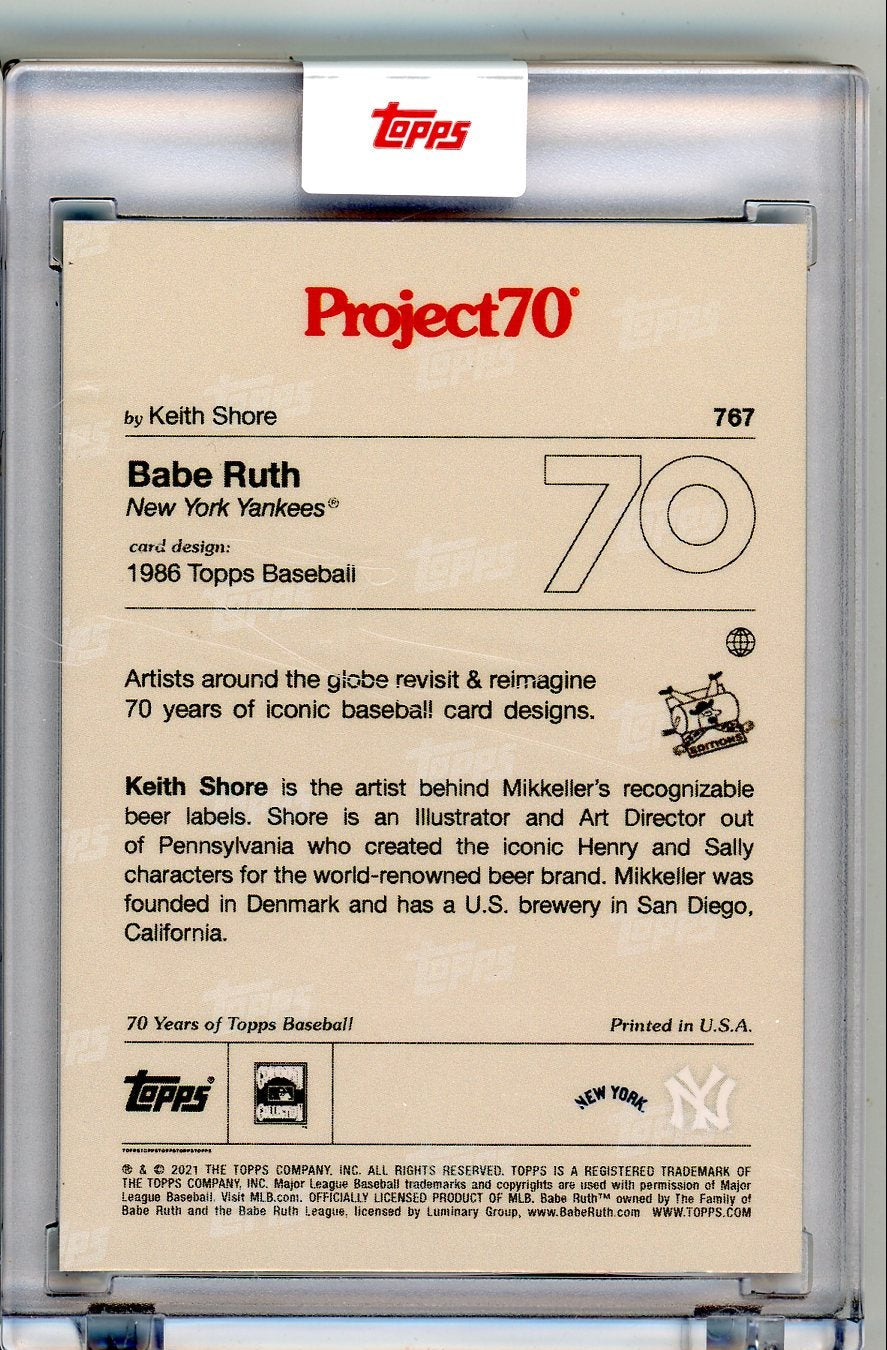 Topps
Project70®
by Keith Shore 767
Babe Ruth
New York Yankees®
card design:
1986 Topps Baseball
70
Artists around the globe revisit & reimagine
70 years of iconic baseball card designs.
EDITIONS
Keith Shore is the artist behind Mikkeller's recognizable
beer labels. Shore is an Illustrator and Art Director out
of Pennsylvania who created the iconic Henry and Sally
characters for the world-renowned beer brand. Mikkeller was
founded in Denmark and has a U.S. brewery in San Diego,
California.
70 Years of Topps Baseball Printed in U.S.A.
Topps®
COLLECTION
NEW YORK NY
TOPPSTOPPSTOPPSTOPPSTOPPS
® & © 2021 THE TOPPS COMPANY, INC. ALL RIGHTS RESERVED. TOPPS IS A REGISTERED TRADEMARK OF
THE TOPPS COMPANY, INC. Major League Baseball trademarks and copyrights are used with permission of Major
League Baseball. Visit MLB.com. OFFICIALLY LICENSED PRODUCT OF MLB. Babe Ruth™ owned by The Family of
Babe Ruth and the Babe Ruth League, licensed by Luminary Group, www.BabeRuth.com WWW.TOPPS.COM